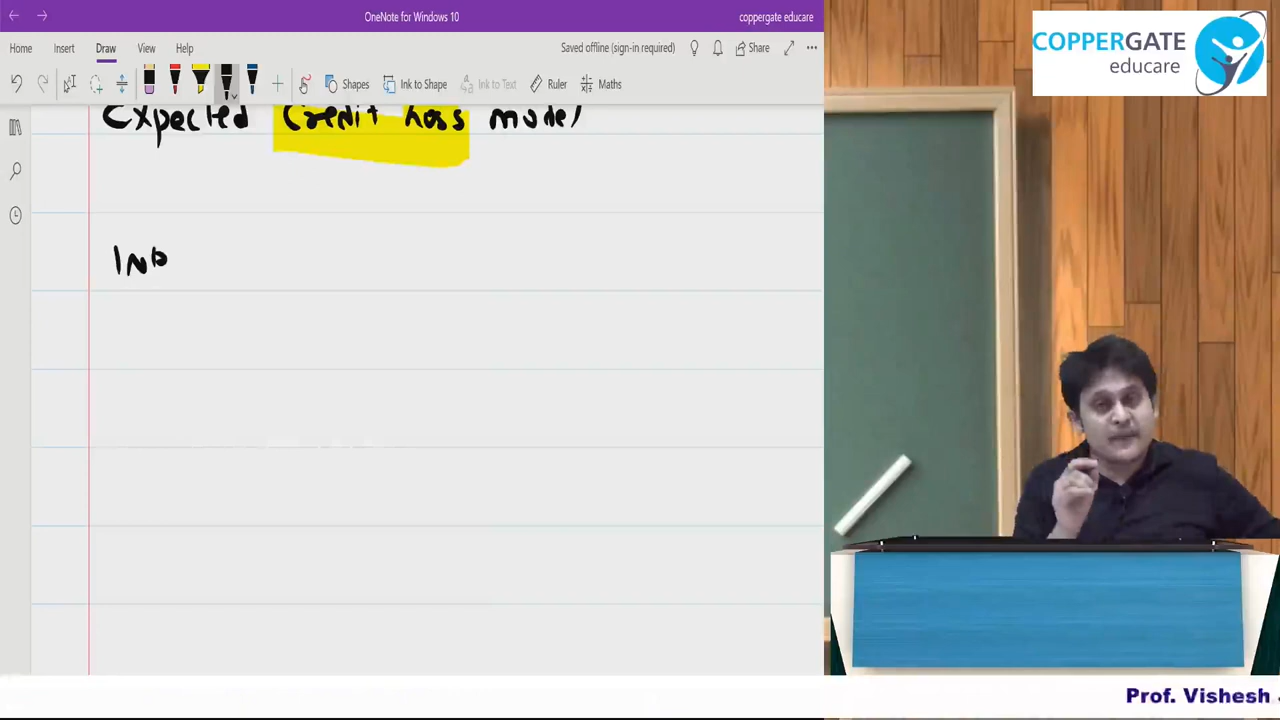 OneNote for Windows 10
coppergate educare
Home Insert Draw View Help
Saved offline (sign-in required)
Share
Shapes
Ink to Shape
Ink to Text
Ruler
Maths
Expected Credit Loss model
COPPERGATE
educare
Prof. Vishesh